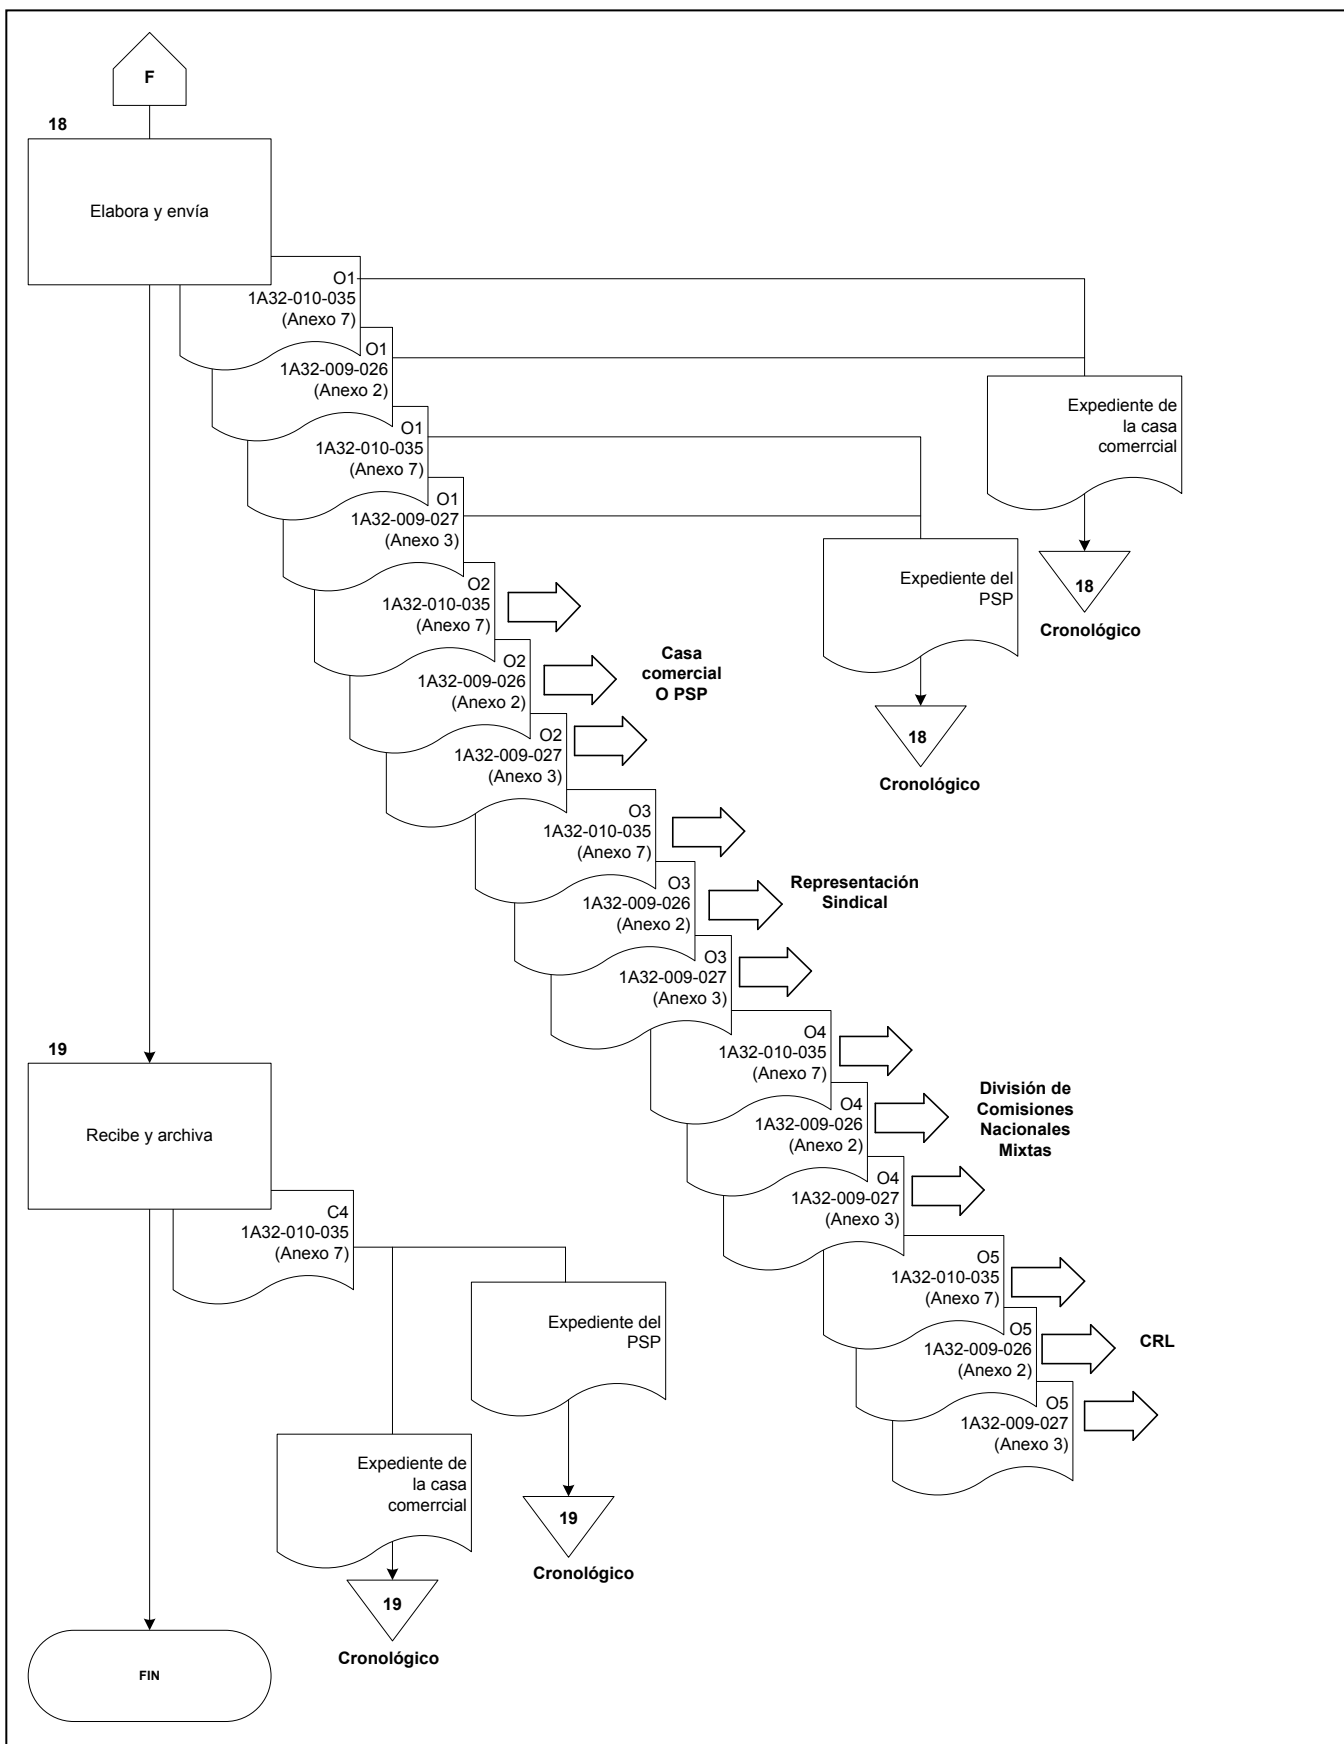 F
18
Elabora y envía
O1
1A32-010-035
(Anexo 7)
O1
1A32-009-026
(Anexo 2)
O1
1A32-010-035
(Anexo 7)
O1
1A32-009-027
(Anexo 3)
Expediente de
la casa
comerrcial
18
Cronológico
Expediente del
PSP
18
Cronológico
O2
1A32-010-035
(Anexo 7)
O2
1A32-009-026
(Anexo 2)
O2
1A32-009-027
(Anexo 3)
Casa
comercial
O PSP
O3
1A32-010-035
(Anexo 7)
O3
1A32-009-026
(Anexo 2)
O3
1A32-009-027
(Anexo 3)
Representación
Sindical
O4
1A32-010-035
(Anexo 7)
O4
1A32-009-026
(Anexo 2)
O4
1A32-009-027
(Anexo 3)
División de
Comisiones
Nacionales
Mixtas
O5
1A32-010-035
(Anexo 7)
O5
1A32-009-026
(Anexo 2)
O5
1A32-009-027
(Anexo 3)
CRL
19
Recibe y archiva
C4
1A32-010-035
(Anexo 7)
Expediente del
PSP
19
Cronológico
Expediente de
la casa
comerrcial
19
Cronológico
FIN